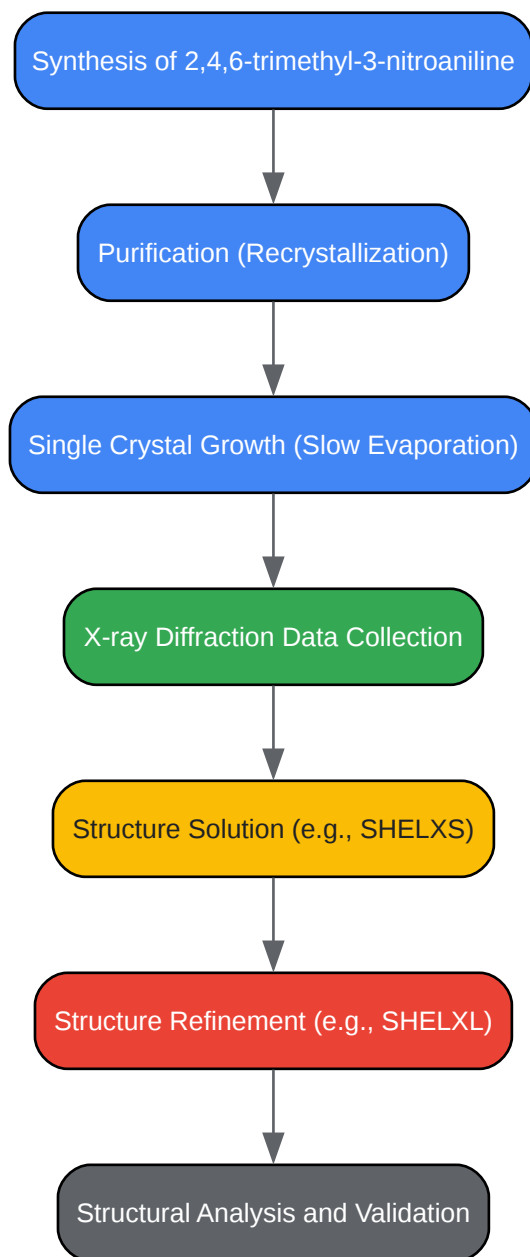 Synthesis of 2,4,6-trimethyl-3-nitroaniline
Purification (Recrystallization)
Single Crystal Growth (Slow Evaporation)
X-ray Diffraction Data Collection
Structure Solution (e.g., SHELXS)
Structure Refinement (e.g., SHELXL)
Structural Analysis and Validation